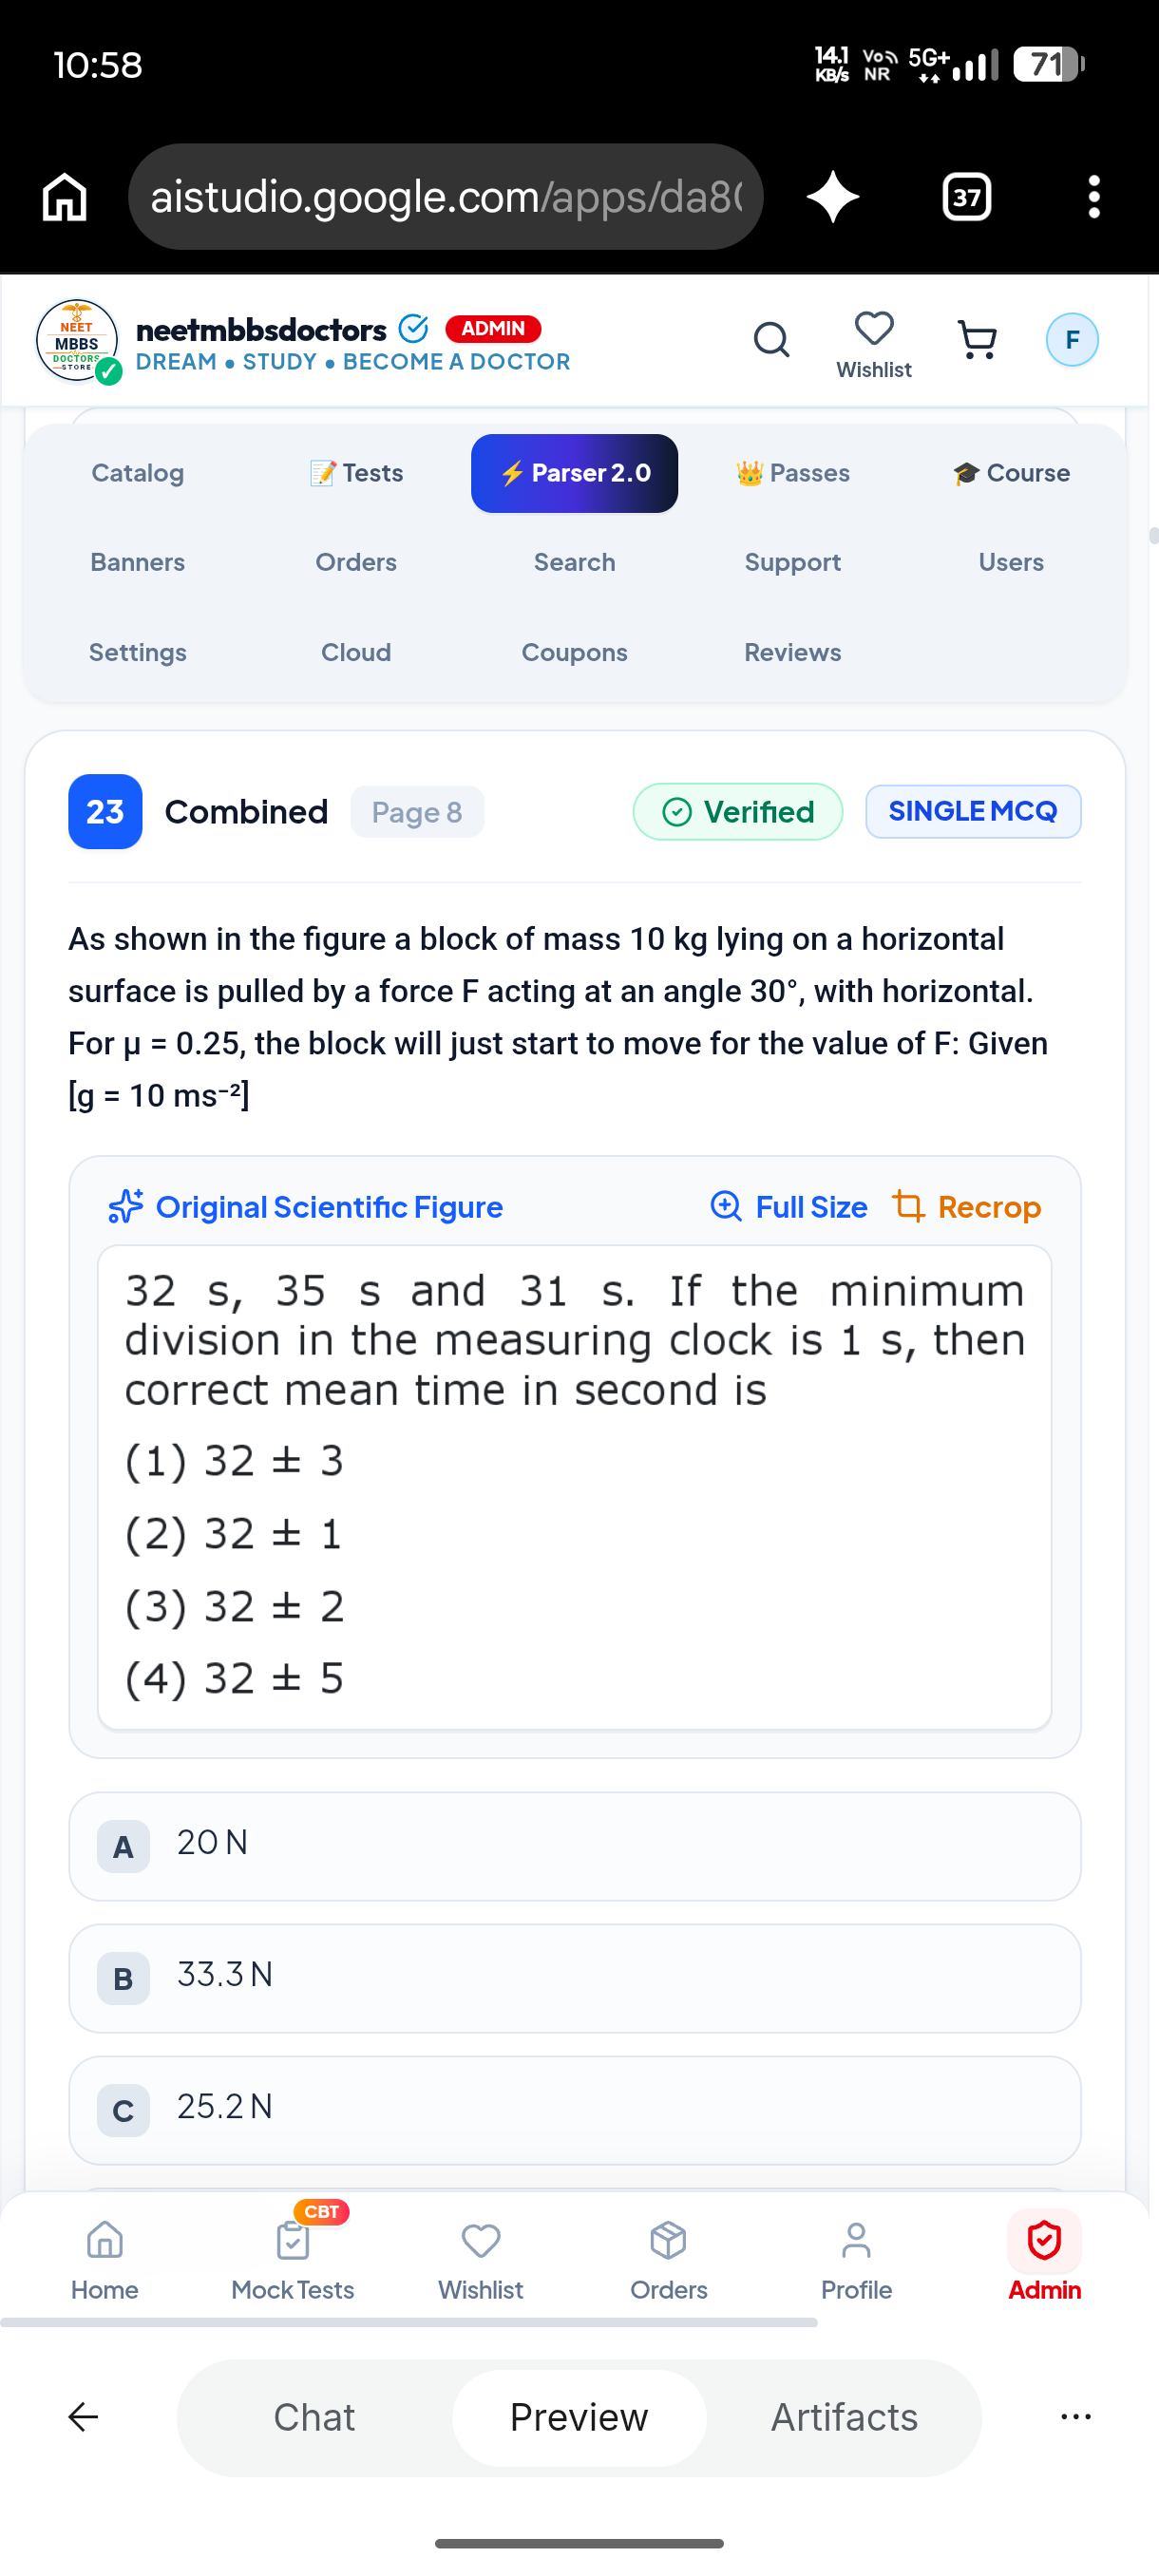 10:58
14.1 KB/s Vo NR 5G+ 71
aistudio.google.com/apps/da8
37
NEET
MBBS
DOCTORS
STORE
neetmbbsdoctors ADMIN
DREAM • STUDY • BECOME A DOCTOR
Wishlist
F
Catalog 📝 Tests ⚡ Parser 2.0 👑 Passes 🎓 Course
Banners Orders Search Support Users
Settings Cloud Coupons Reviews
23 Combined Page 8 Verified SINGLE MCQ
As shown in the figure a block of mass 10 kg lying on a horizontal
surface is pulled by a force F acting at an angle 30°, with horizontal.
For μ = 0.25, the block will just start to move for the value of F: Given
[g = 10 ms⁻²]
Original Scientific Figure Full Size Recrop
32 s, 35 s and 31 s. If the minimum
division in the measuring clock is 1 s, then
correct mean time in second is
(1) 32 ± 3
(2) 32 ± 1
(3) 32 ± 2
(4) 32 ± 5
A 20 N
B 33.3 N
C 25.2 N
CBT
Home Mock Tests Wishlist Orders Profile Admin
Chat Preview Artifacts